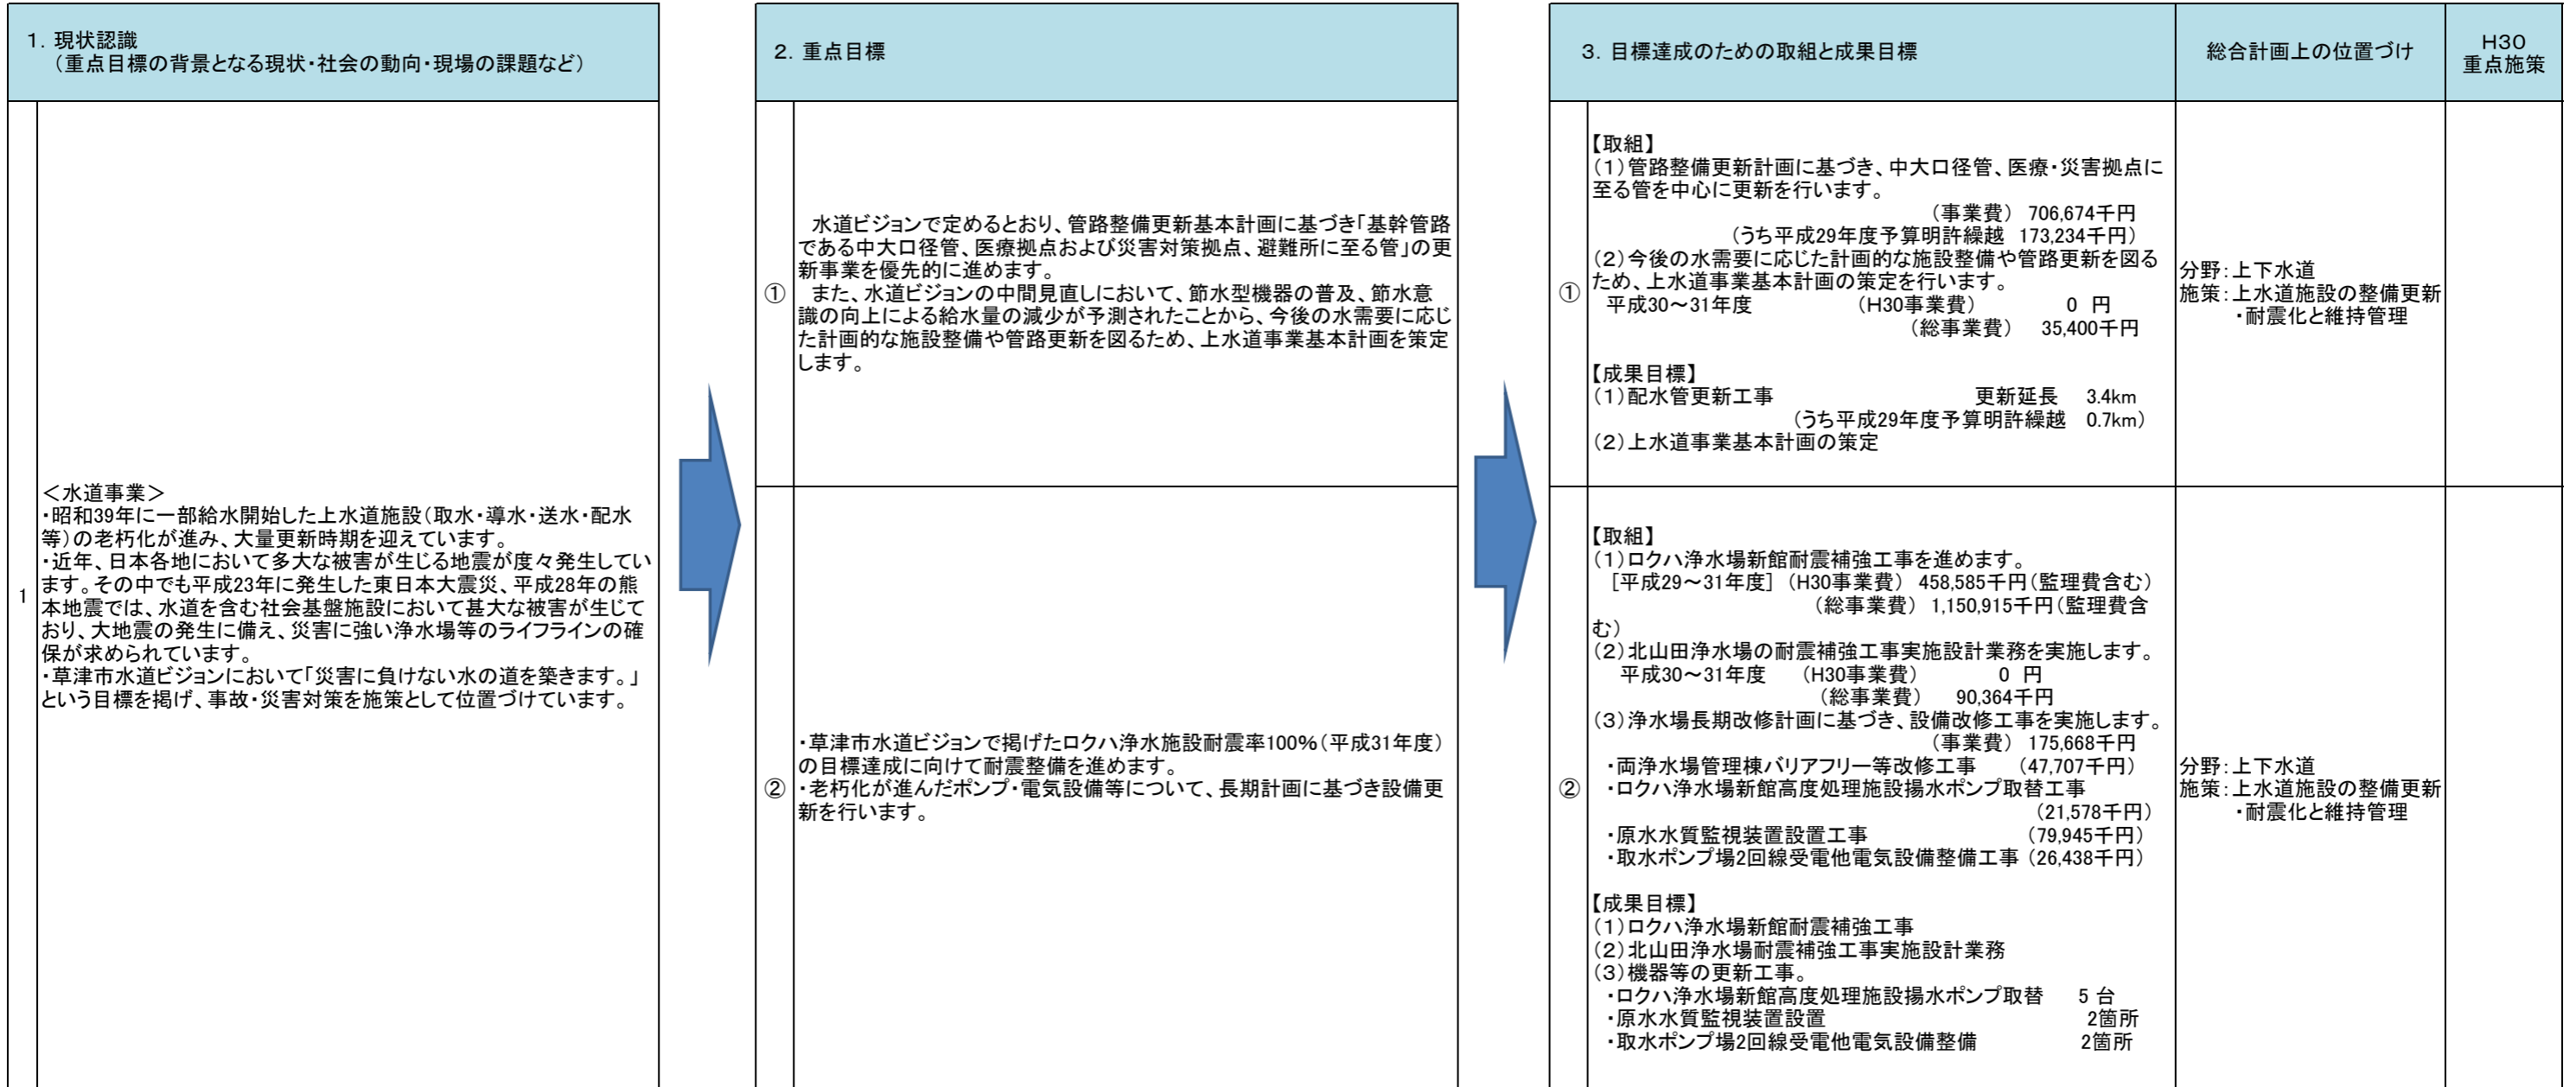 1．現状認識
（重点目標の背景となる現状・社会の動向・現場の課題など）
1
＜水道事業＞
・昭和39年に一部給水開始した上水道施設（取水・導水・送水・配水
等）の老朽化が進み、大量更新時期を迎えています。
・近年、日本各地において多大な被害が生じる地震が度々発生してい
ます。その中でも平成23年に発生した東日本大震災、平成28年の熊
本地震では、水道を含む社会基盤施設において甚大な被害が生じて
おり、大地震の発生に備え、災害に強い浄水場等のライフラインの確
保が求められています。
・草津市水道ビジョンにおいて「災害に負けない水の道を築きます。」
という目標を掲げ、事故・災害対策を施策として位置づけています。
2．重点目標
①
水道ビジョンで定めるとおり、管路整備更新基本計画に基づき「基幹管路
である中大口径管、医療拠点および災害対策拠点、避難所に至る管」の更
新事業を優先的に進めます。
また、水道ビジョンの中間見直しにおいて、節水型機器の普及、節水意
識の向上による給水量の減少が予測されたことから、今後の水需要に応じ
た計画的な施設整備や管路更新を図るため、上水道事業基本計画を策定
します。
②
・草津市水道ビジョンで掲げたロクハ浄水施設耐震率100％（平成31年度）
の目標達成に向けて耐震整備を進めます。
・老朽化が進んだポンプ・電気設備等について、長期計画に基づき設備更
新を行います。
3．目標達成のための取組と成果目標
総合計画上の位置づけ
H30
重点施策
①
【取組】
（1）管路整備更新計画に基づき、中大口径管、医療・災害拠点に
至る管を中心に更新を行います。
（事業費） 706,674千円
（うち平成29年度予算明許繰越 173,234千円）
（2）今後の水需要に応じた計画的な施設整備や管路更新を図る
ため、上水道事業基本計画の策定を行います。
平成30～31年度 （H30事業費） 0 円
（総事業費） 35,400千円
【成果目標】
（1）配水管更新工事 更新延長 3.4km
（うち平成29年度予算明許繰越 0.7km）
（2）上水道事業基本計画の策定
分野：上下水道
施策：上水道施設の整備更新
・耐震化と維持管理
②
【取組】
（1）ロクハ浄水場新館耐震補強工事を進めます。
[平成29～31年度] （H30事業費） 458,585千円（監理費含む）
（総事業費） 1,150,915千円（監理費含
む）
（2）北山田浄水場の耐震補強工事実施設計業務を実施します。
平成30～31年度 （H30事業費） 0 円
（総事業費） 90,364千円
（3）浄水場長期改修計画に基づき、設備改修工事を実施します。
（事業費） 175,668千円
・両浄水場管理棟バリアフリー等改修工事 （47,707千円）
・ロクハ浄水場新館高度処理施設揚水ポンプ取替工事
（21,578千円）
・原水水質監視装置設置工事 （79,945千円）
・取水ポンプ場2回線受電他電気設備整備工事 （26,438千円）
【成果目標】
（1）ロクハ浄水場新館耐震補強工事
（2）北山田浄水場耐震補強工事実施設計業務
（3）機器等の更新工事。
・ロクハ浄水場新館高度処理施設揚水ポンプ取替 5 台
・原水水質監視装置設置 2箇所
・取水ポンプ場2回線受電他電気設備整備 2箇所
分野：上下水道
施策：上水道施設の整備更新
・耐震化と維持管理